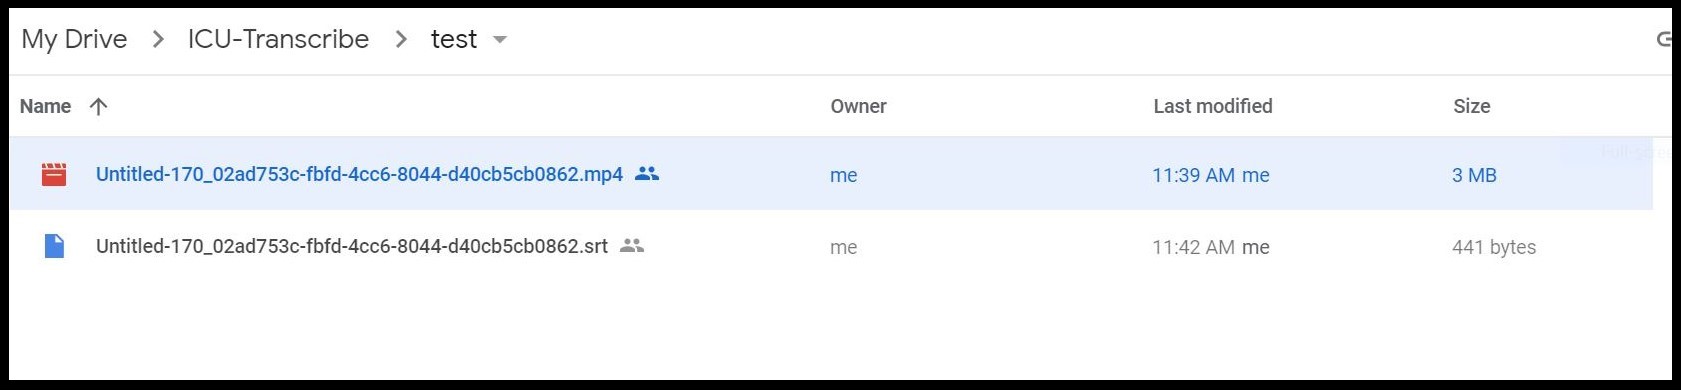 My Drive > ICU-Transcribe > test
Name Owner Last modified Size
Untitled-170_02ad753c-fbfd-4cc6-8044-d40cb5cb0862.mp4 me 11:39 AM me 3 MB
Untitled-170_02ad753c-fbfd-4cc6-8044-d40cb5cb0862.srt me 11:42 AM me 441 bytes